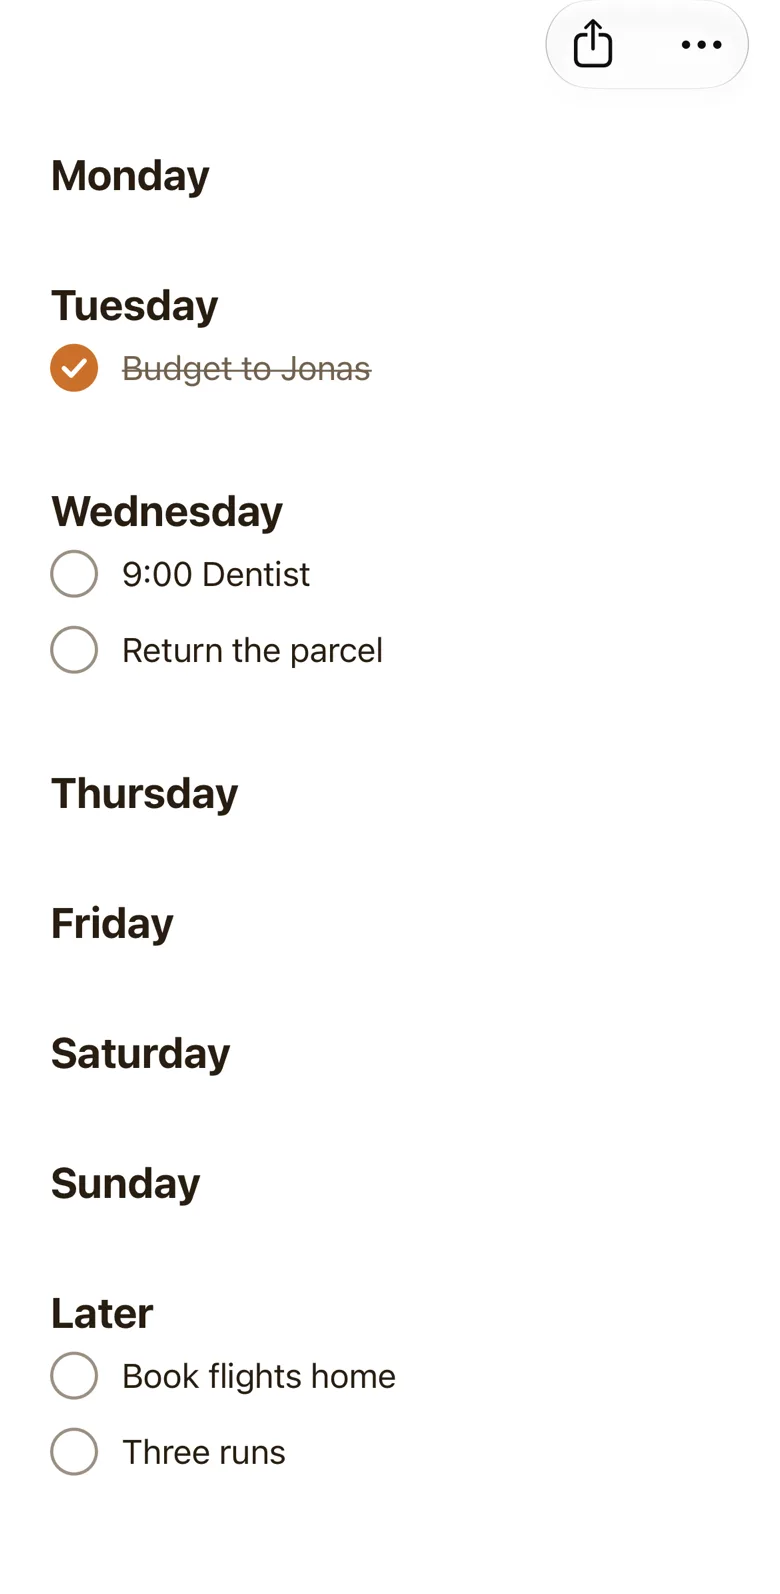 Monday
Tuesday
Budget to Jonas
Wednesday
9:00 Dentist
Return the parcel
Thursday
Friday
Saturday
Sunday
Later
Book flights home
Three runs